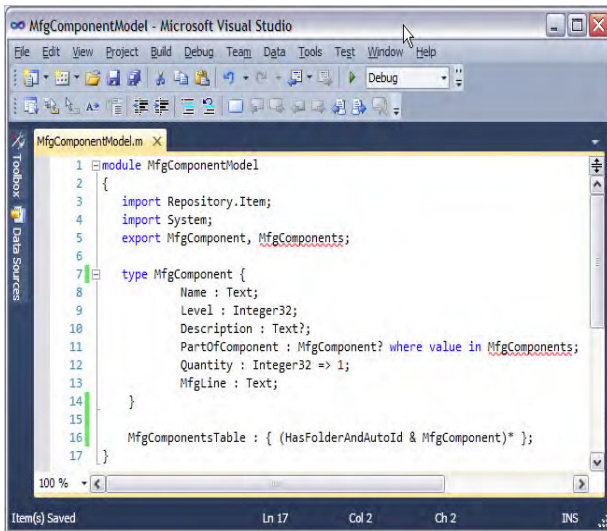 MfgComponentModel - Microsoft Visual Studio
File Edit View Project Build Debug Team Data Tools Test Window Help
Debug
Toolbox
Data Sources
MfgComponentModel.m X
1 module MfgComponentModel
2 {
3 import Repository.Item;
4 import System;
5 export MfgComponent, MfgComponents;
6
7 type MfgComponent {
8 Name : Text;
9 Level : Integer32;
10 Description : Text?;
11 PartOfComponent : MfgComponent? where value in MfgComponents;
12 Quantity : Integer32 => 1;
13 MfgLine : Text;
14 }
15
16 MfgComponentsTable : { (HasFolderAndAutoId & MfgComponent)* };
17 }
100 %
Item(s) Saved Ln 17 Col 2 Ch 2 INS